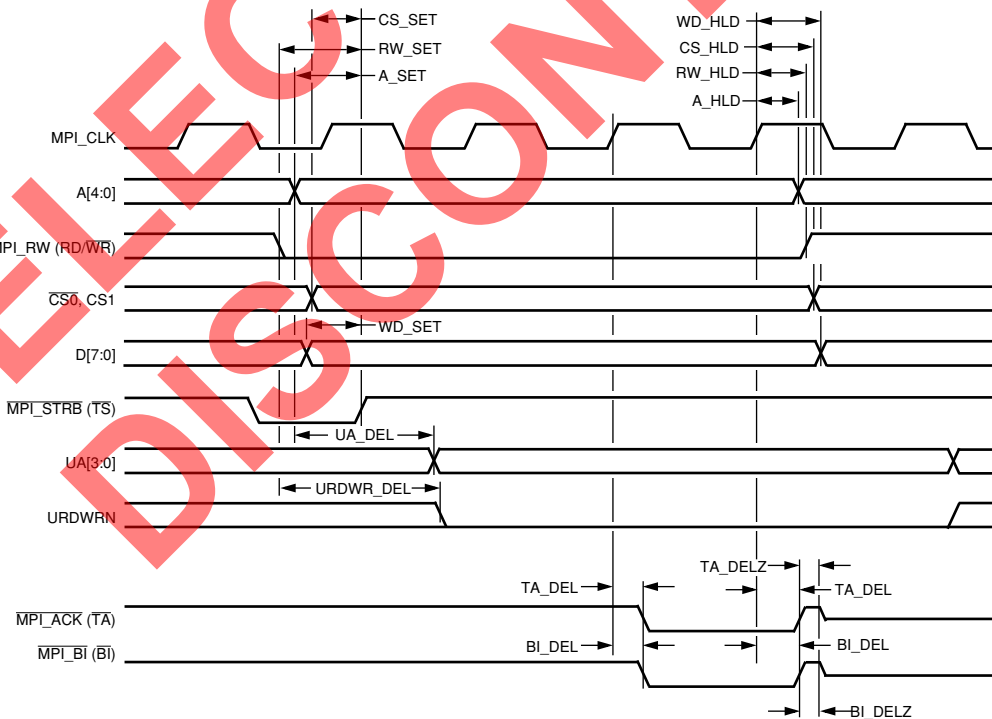 CS_SET
RW_SET
A_SET
WD_HLD
CS_HLD
RW_HLD
A_HLD
MPI_CLK
A[4:0]
MPI_RW (RD/WR)
CS0, CS1
WD_SET
D[7:0]
MPI_STRB (TS)
UA_DEL
UA[3:0]
URDWR_DEL
URDWRN
TA_DELZ
TA_DEL
TA_DEL
MPI_ACK (TA)
BI_DEL
BI_DEL
MPI_BI (BI)
BI_DELZ
ELEC
DISCON